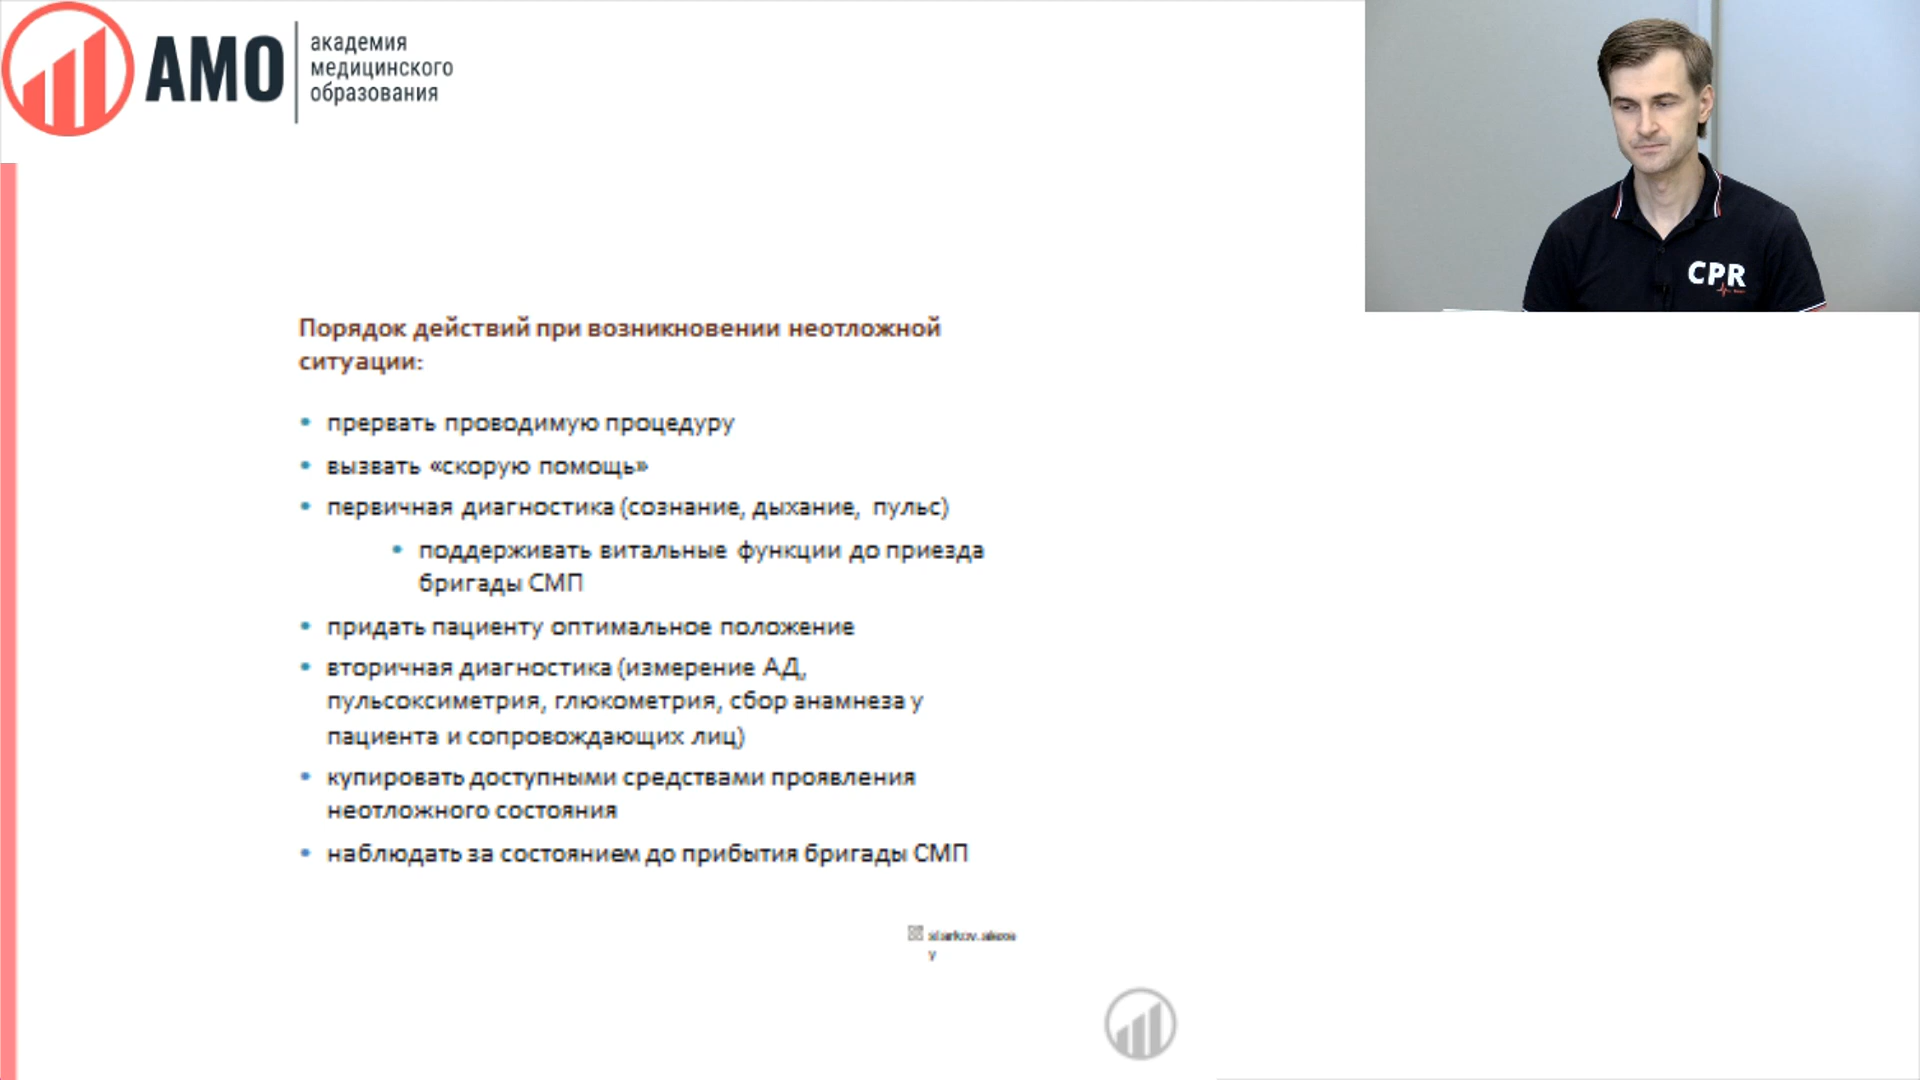 АМО
академия
медицинского
образования
CPR
Порядок действий при возникновении неотложной
ситуации:
• прервать проводимую процедуру
• вызвать «скорую помощь»
• первичная диагностика (сознание, дыхание, пульс)
• поддерживать витальные функции до приезда
бригады СМП
• придать пациенту оптимальное положение
• вторичная диагностика (измерение АД,
пульсоксиметрия, глюкометрия, сбор анамнеза у
пациента и сопровождающих лиц)
• купировать доступными средствами проявления
неотложного состояния
• наблюдать за состоянием до прибытия бригады СМП
starkov.alexe
y